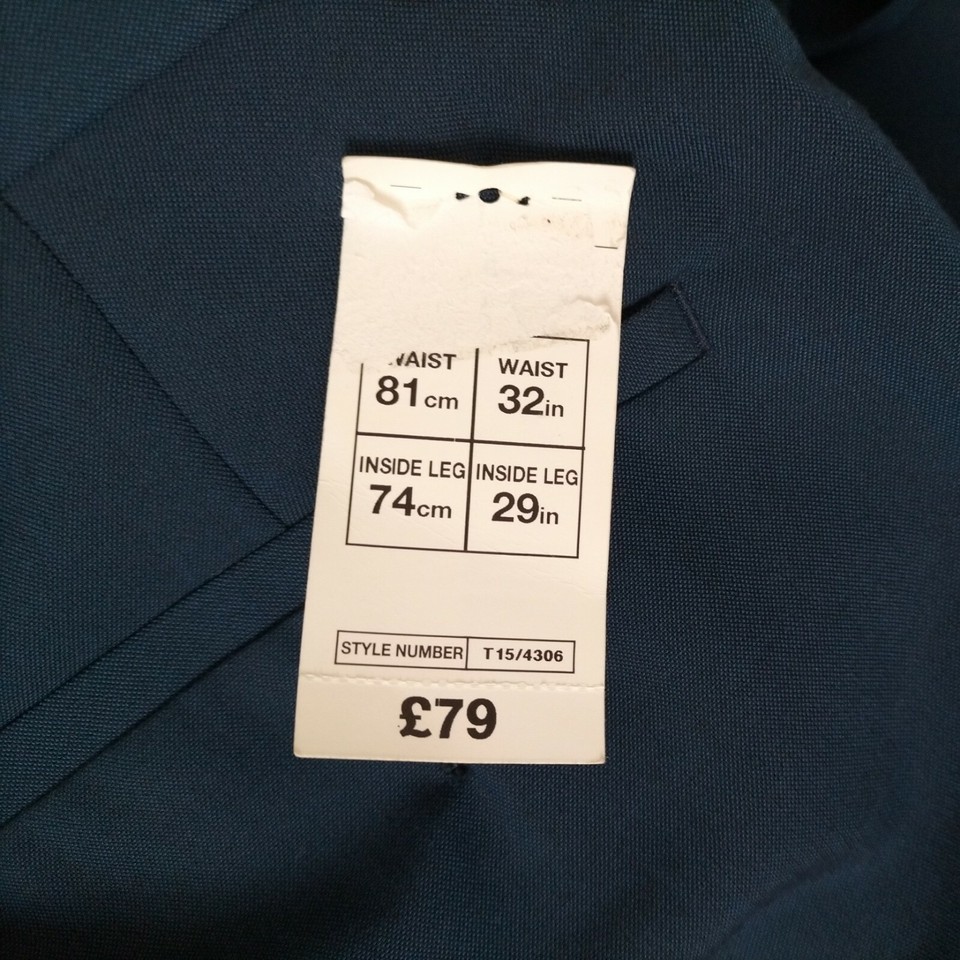 WAIST WAIST
81cm 32in
INSIDE LEG INSIDE LEG
74cm 29in
STYLE NUMBER T15/4306
£79